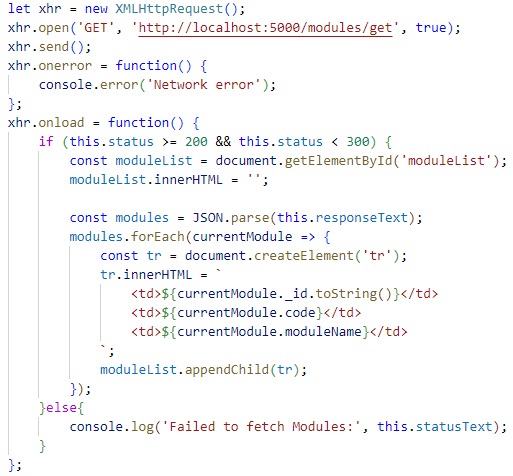 let xhr = new XMLHttpRequest();
xhr.open('GET', 'http://localhost:5000/modules/get', true);
xhr.send();
xhr.onerror = function() {
    console.error('Network error');
};
xhr.onload = function() {
    if (this.status >= 200 && this.status < 300) {
        const moduleList = document.getElementById('moduleList');
        moduleList.innerHTML = '';

        const modules = JSON.parse(this.responseText);
        modules.forEach(currentModule => {
            const tr = document.createElement('tr');
            tr.innerHTML = `
                <td>${currentModule._id.toString()}</td>
                <td>${currentModule.code}</td>
                <td>${currentModule.moduleName}</td>
            `;
            moduleList.appendChild(tr);
        });
    }else{
        console.log('Failed to fetch Modules:', this.statusText);
    }
};